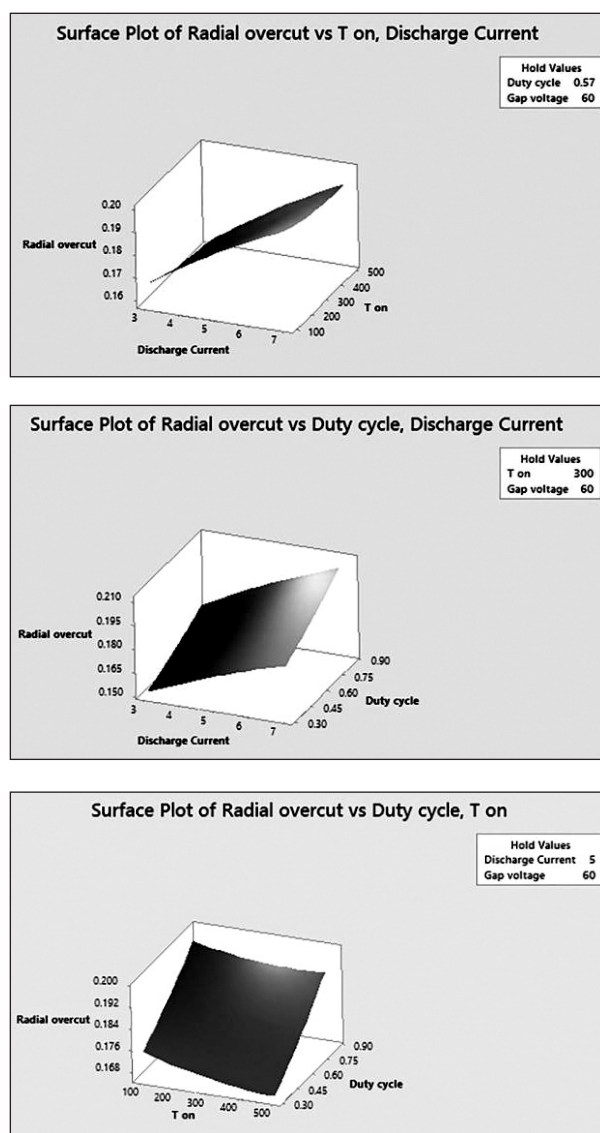 Surface Plot of Radial overcut vs T on, Discharge Current
Hold Values
Duty cycle 0.57
Gap voltage 60
0.20
0.19
Radial overcut
0.18
0.17
0.16
3 4 5 6 7
Discharge Current
500
400
300
200
100
T on
Surface Plot of Radial overcut vs Duty cycle, Discharge Current
Hold Values
T on 300
Gap voltage 60
0.210
0.195
Radial overcut
0.180
0.165
0.150
3 4 5 6 7
Discharge Current
0.90
0.75
0.60
0.45
0.30
Duty cycle
Surface Plot of Radial overcut vs Duty cycle, T on
Hold Values
Discharge Current 5
Gap voltage 60
0.200
0.192
Radial overcut
0.184
0.176
0.168
100 200 300 400 500
T on
0.90
0.75
0.60
0.45
0.30
Duty cycle